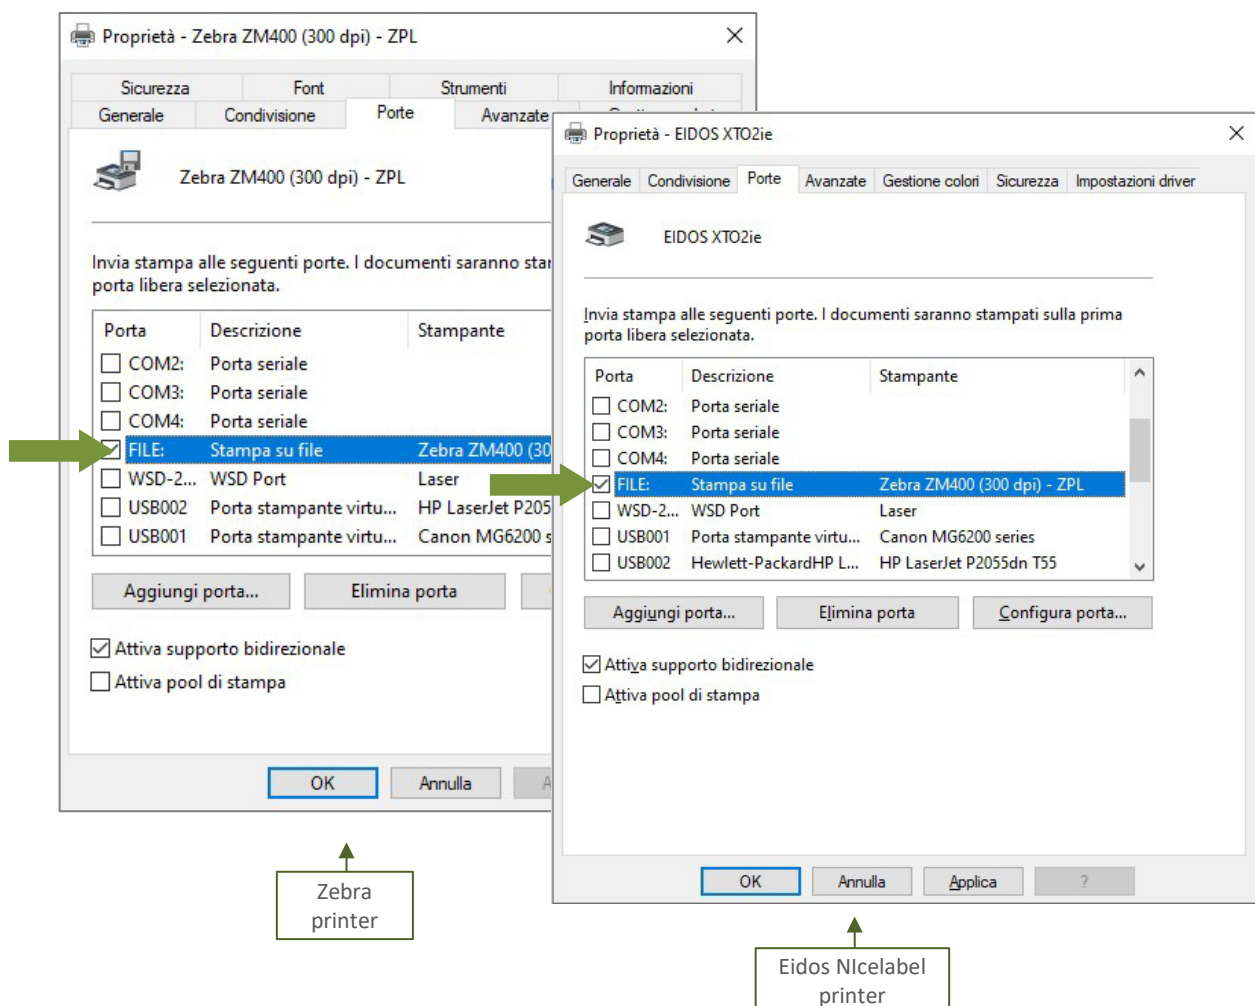 Proprietà - Zebra ZM400 (300 dpi) - ZPL
Sicurezza Font Strumenti Informazioni
Generale Condivisione Porte Avanzate
Zebra ZM400 (300 dpi) - ZPL
Invia stampa alle seguenti porte. I documenti saranno
porta libera selezionata.
Porta Descrizione Stampante
COM2: Porta seriale
COM3: Porta seriale
COM4: Porta seriale
FILE: Stampa su file Zebra ZM400 (30
WSD-2... WSD Port Laser
USB002 Porta stampante virtu... HP LaserJet P205
USB001 Porta stampante virtu... Canon MG6200 s
Aggiungi porta... Elimina porta
Attiva supporto bidirezionale
Attiva pool di stampa
OK Annulla A
Zebra
printer
Proprietà - EIDOS XTO2ie
Generale Condivisione Porte Avanzate Gestione colori Sicurezza Impostazioni driver
EIDOS XTO2ie
Invia stampa alle seguenti porte. I documenti saranno stampati sulla prima
porta libera selezionata.
Porta Descrizione Stampante
COM2: Porta seriale
COM3: Porta seriale
COM4: Porta seriale
FILE: Stampa su file Zebra ZM400 (300 dpi) - ZPL
WSD-2... WSD Port Laser
USB001 Porta stampante virtu... Canon MG6200 series
USB002 Hewlett-PackardHP L... HP LaserJet P2055dn T55
Aggiungi porta... Elimina porta Configura porta...
Attiva supporto bidirezionale
Attiva pool di stampa
OK Annulla Applica ?
Eidos NIcelabel
printer